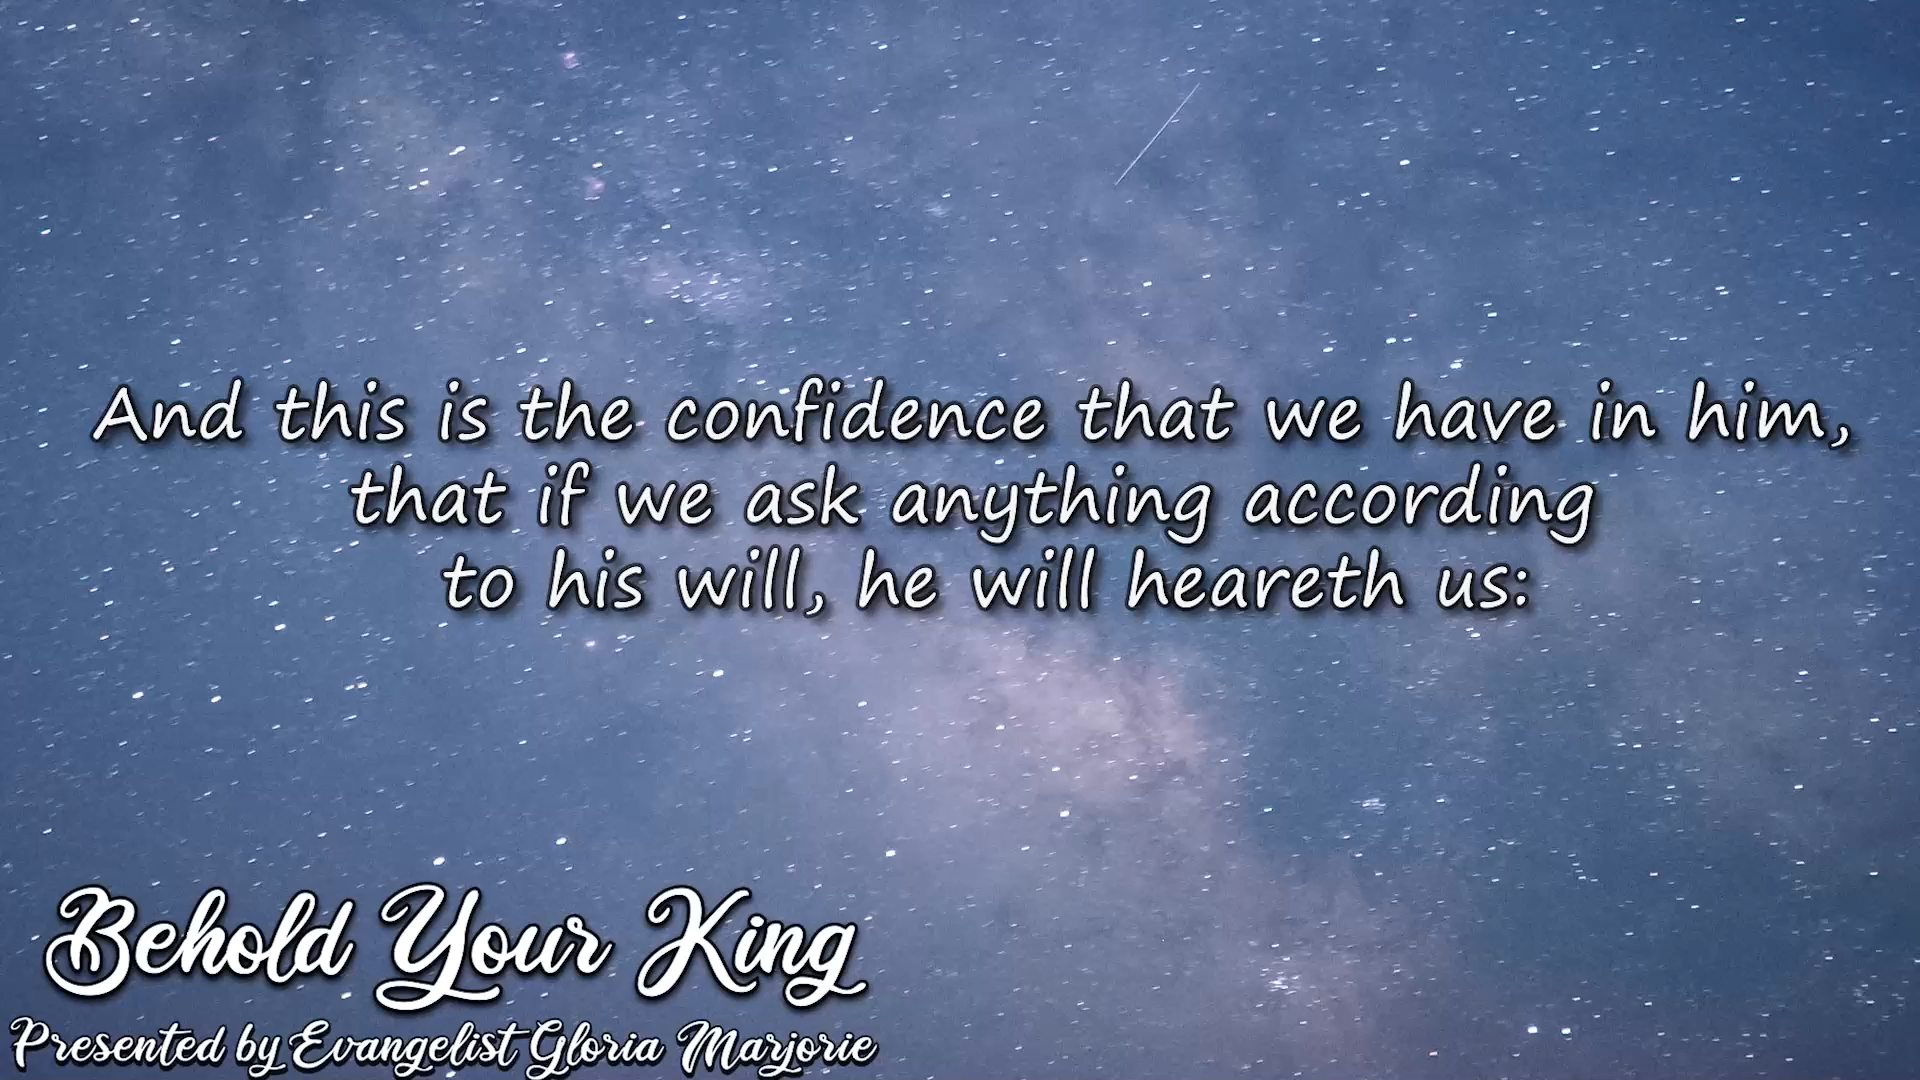 And this is the confidence that we have in him,
that if we ask anything according
to his will, he will heareth us:
Behold Your King
Presented by Evangelist Gloria Marjorie